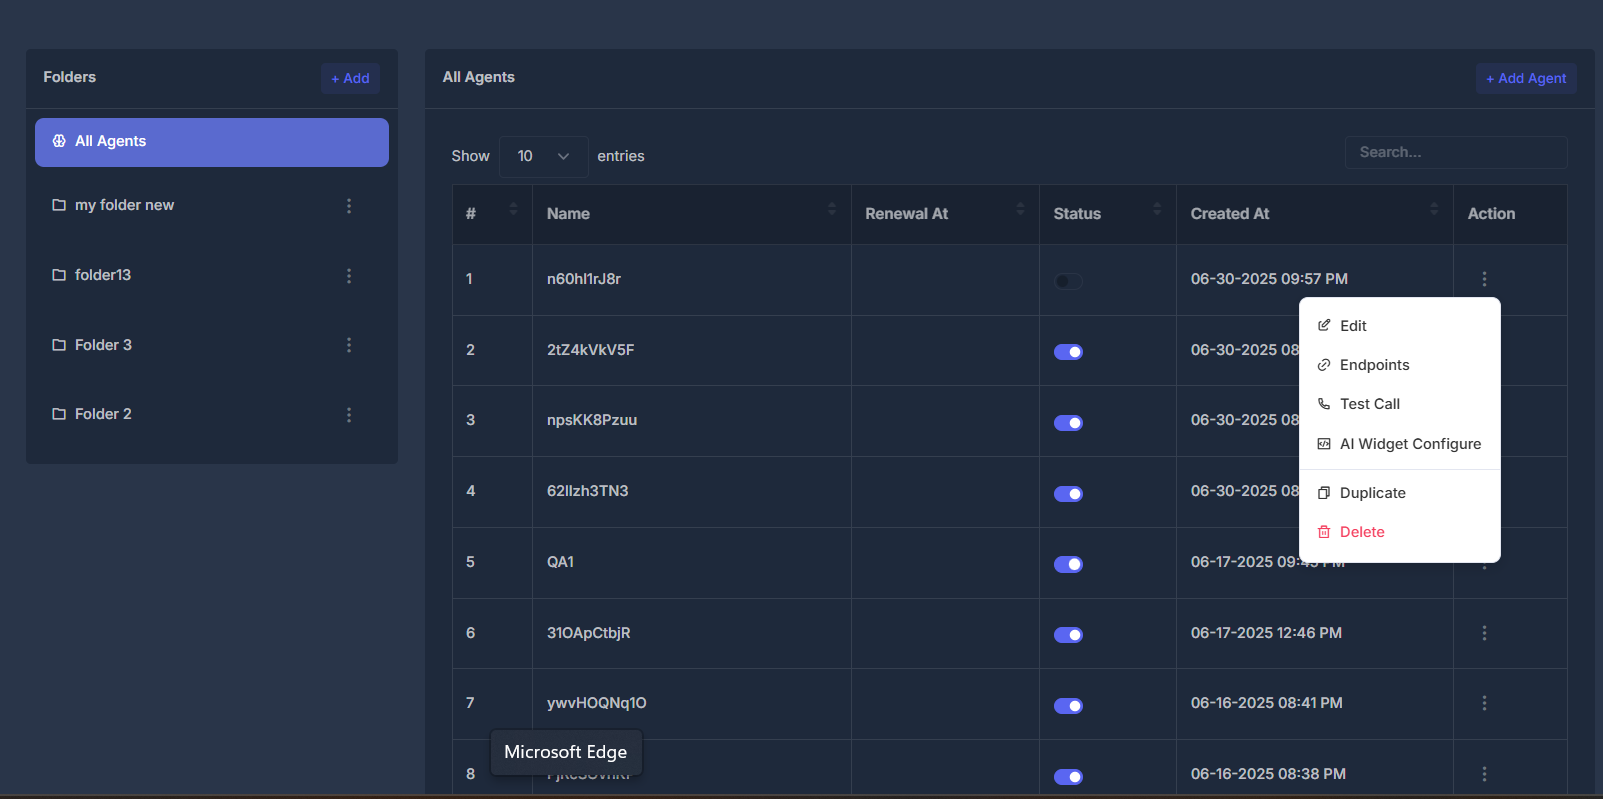 Folders
+ Add
All Agents
my folder new
folder13
Folder 3
Folder 2
All Agents
+ Add Agent
Show 10 entries
Search...
# Name Renewal At Status Created At Action
1 n60hl1rJ8r 06-30-2025 09:57 PM
2 2tZ4kVkV5F 06-30-2025 08
3 npsKK8Pzuu 06-30-2025 08
4 06-30-2025 08
5 QA1 06-17-2025
6 31OApCtbjR 06-17-2025 12:46 PM
7 ywvHOQNq1O 06-16-2025 08:41 PM
8 06-16-2025 08:38 PM
Edit
Endpoints
Test Call
AI Widget Configure
Duplicate
Delete
Microsoft Edge